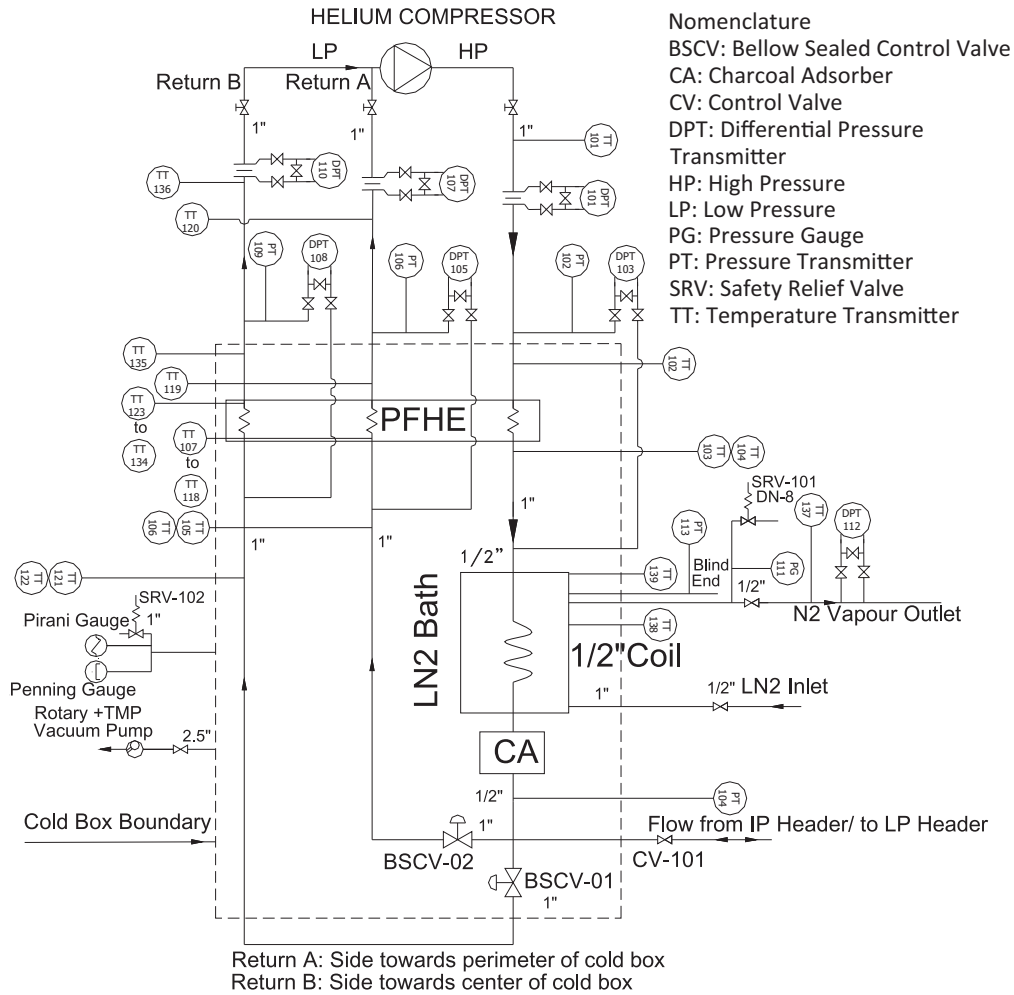 HELIUM COMPRESSOR
LP
HP
Return B
Return A
1"
1"
1"
Nomenclature
BSCV: Bellow Sealed Control Valve
CA: Charcoal Adsorber
CV: Control Valve
DPT: Differential Pressure
Transmitter
HP: High Pressure
LP: Low Pressure
PG: Pressure Gauge
PT: Pressure Transmitter
SRV: Safety Relief Valve
TT: Temperature Transmitter
TT
101
TT
136
DPT
110
DPT
107
DPT
101
TT
120
PT
109
DPT
108
PT
106
DPT
105
PT
102
DPT
103
TT
135
TT
119
TT
102
TT
123
to
TT
134
TT
107
to
TT
118
PFHE
TT
103
TT
104
SRV-101
DN-8
TT
137
DPT
112
1"
PT
113
TT
106
TT
105
1"
1"
1/2"
Blind
End
PG
111
TT
122
TT
121
TT
139
1/2"
N2 Vapour Outlet
SRV-102
1"
Pirani Gauge
Penning Gauge
LN2 Bath
TT
138
1/2"Coil
Rotary +TMP
Vacuum Pump
2.5"
1"
1/2"
LN2 Inlet
CA
1/2"
PT
104
Cold Box Boundary
1"
Flow from IP Header/ to LP Header
BSCV-02
CV-101
BSCV-01
1"
Return A: Side towards perimeter of cold box
Return B: Side towards center of cold box